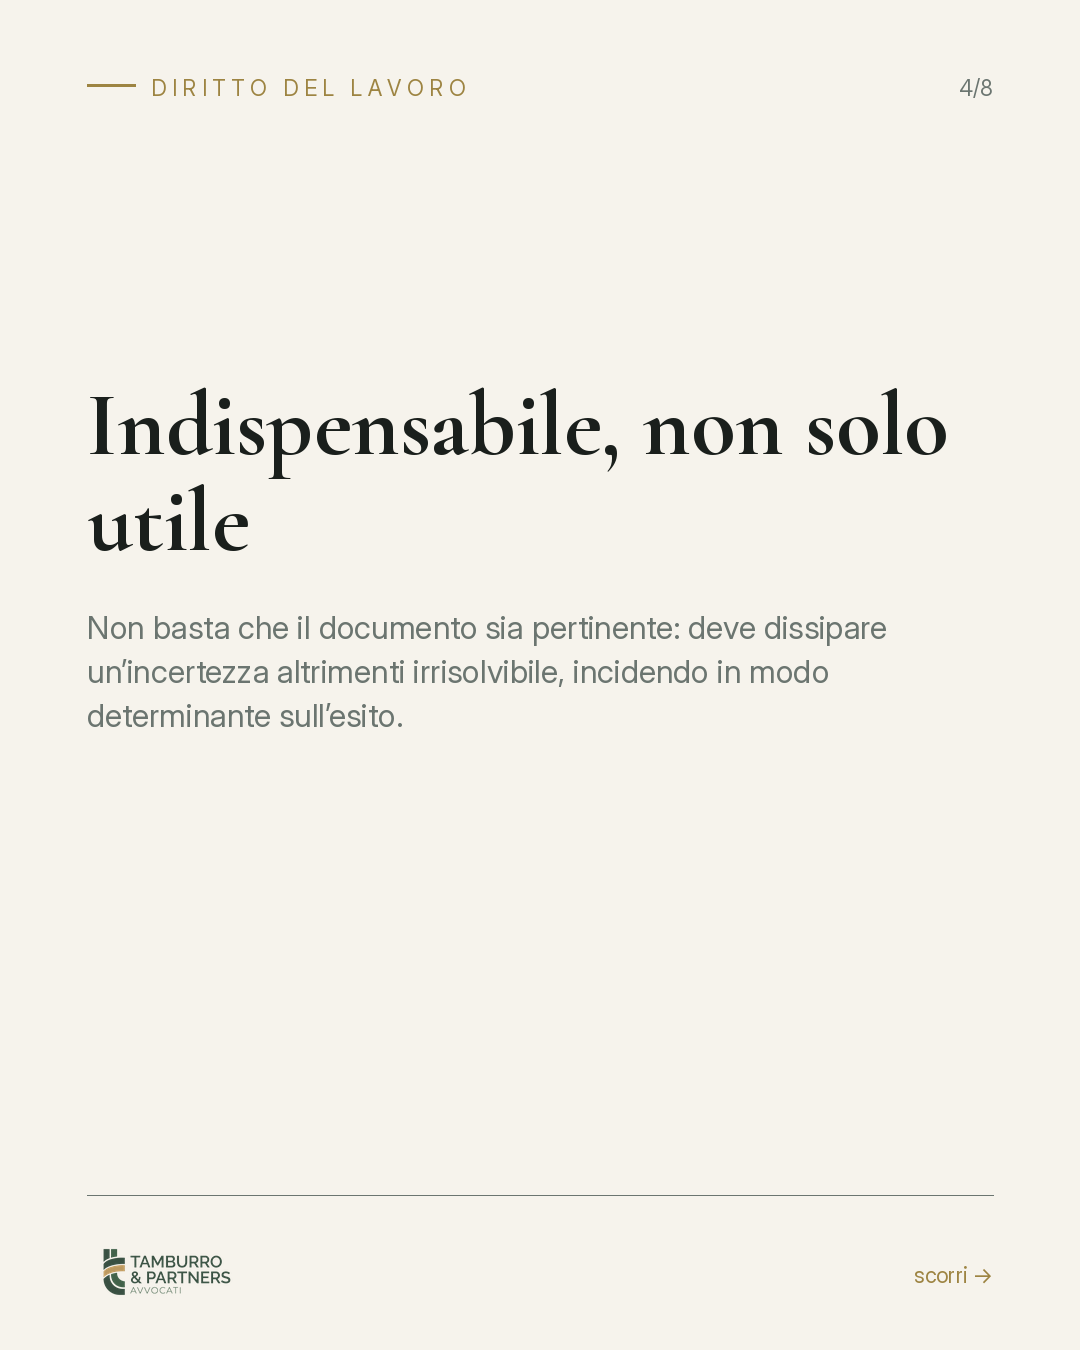 DIRITTO DEL LAVORO
4/8
Indispensabile, non solo
utile
Non basta che il documento sia pertinente: deve dissipare
un’incertezza altrimenti irrisolvibile, incidendo in modo
determinante sull’esito.
TAMBURRO
& PARTNERS
AVVOCATI
scorri →